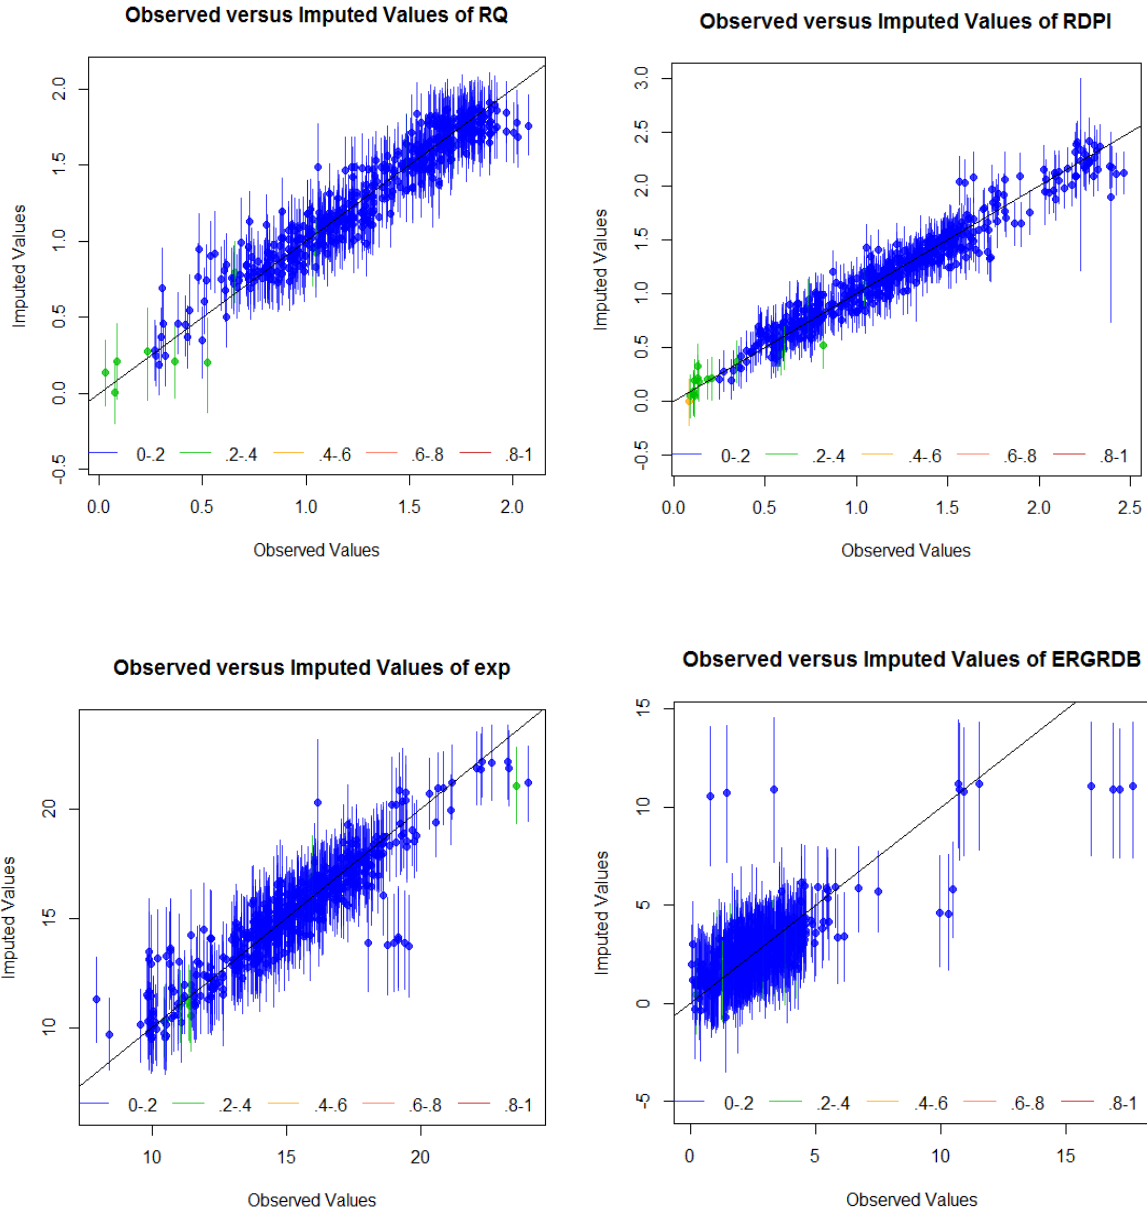 Observed versus Imputed Values of RQ
Imputed Values
2.0
1.5
1.0
0.5
0.0
-0.5
0-.2 .2-.4 .4-.6 .6-.8 .8-1
0.0 0.5 1.0 1.5 2.0
Observed Values
Observed versus Imputed Values of RDPI
Imputed Values
3.0
2.5
2.0
1.5
1.0
0.5
0.0
-0.5
0-.2 .2-.4 .4-.6 .6-.8 .8-1
0.0 0.5 1.0 1.5 2.0 2.5
Observed Values
Observed versus Imputed Values of exp
Imputed Values
20
15
10
0-.2 .2-.4 .4-.6 .6-.8 .8-1
10 15 20
Observed Values
Observed versus Imputed Values of ERGRDB
Imputed Values
15
10
5
0
-5
0-.2 .2-.4 .4-.6 .6-.8 .8-1
0 5 10 15
Observed Values